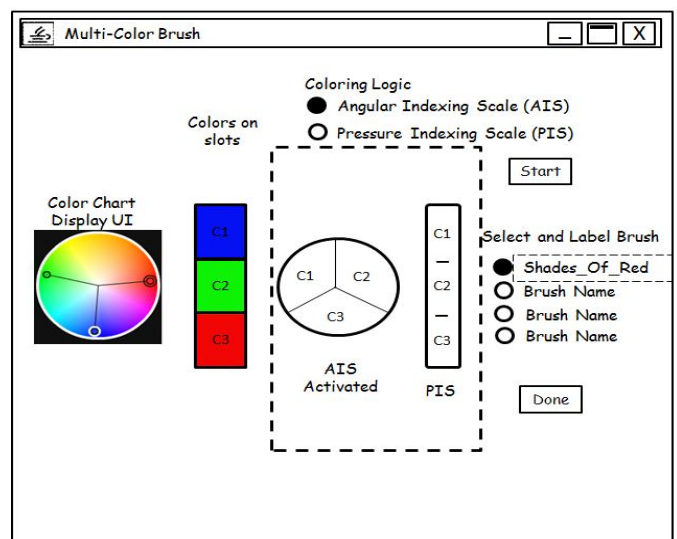 Multi-Color Brush
X
Coloring Logic
Angular Indexing Scale (AIS)
Pressure Indexing Scale (PIS)
Colors on
slots
Start
Color Chart
Display UI
C1
C2
C3
C1
C2
C3
C1
C2
C3
Select and Label Brush
Shades_Of_Red
Brush Name
Brush Name
Brush Name
AIS
Activated
PIS
Done